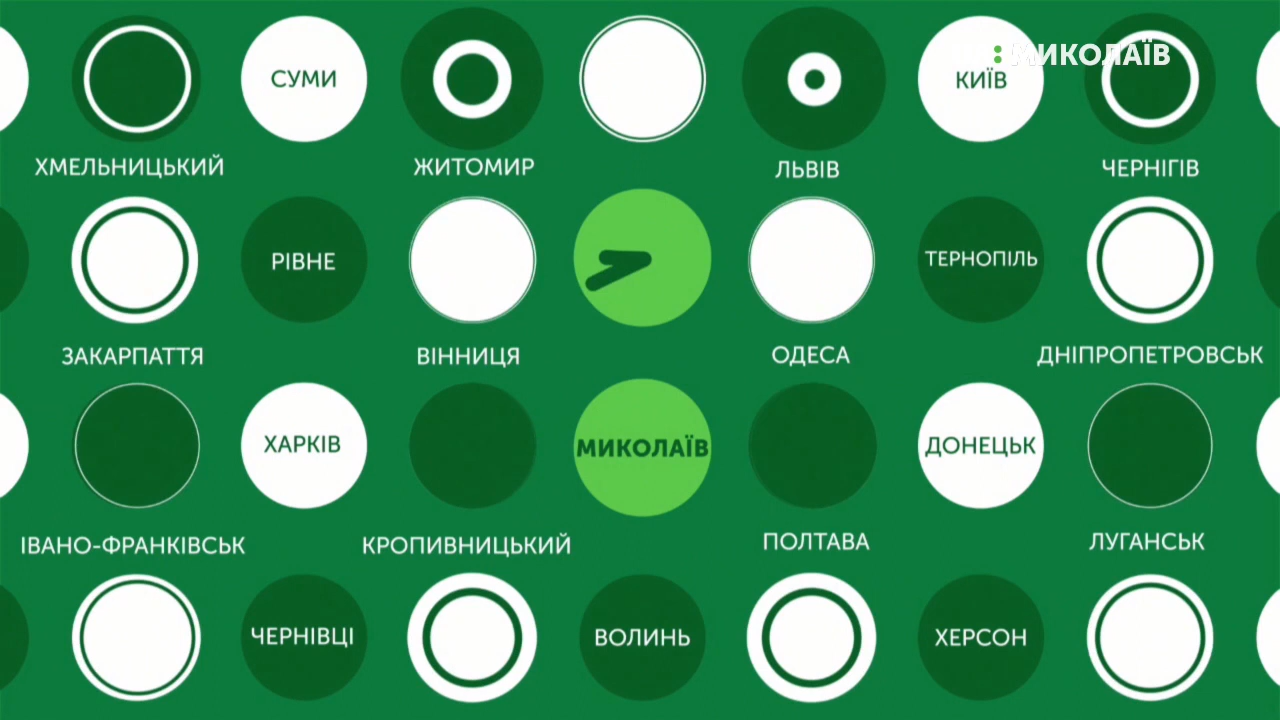 :МИКОЛАЇВ
СУМИ
КИЇВ
ХМЕЛЬНИЦЬКИЙ
ЖИТОМИР
ЛЬВІВ
ЧЕРНІГІВ
РІВНЕ
ТЕРНОПІЛЬ
ЗАКАРПАТТЯ
ВІННИЦЯ
ОДЕСА
ДНІПРОПЕТРОВСЬК
ХАРКІВ
МИКОЛАЇВ
ДОНЕЦЬК
ІВАНО-ФРАНКІВСЬК
КРОПИВНИЦЬКИЙ
ПОЛТАВА
ЛУГАНСЬК
ЧЕРНІВЦІ
ВОЛИНЬ
ХЕРСОН